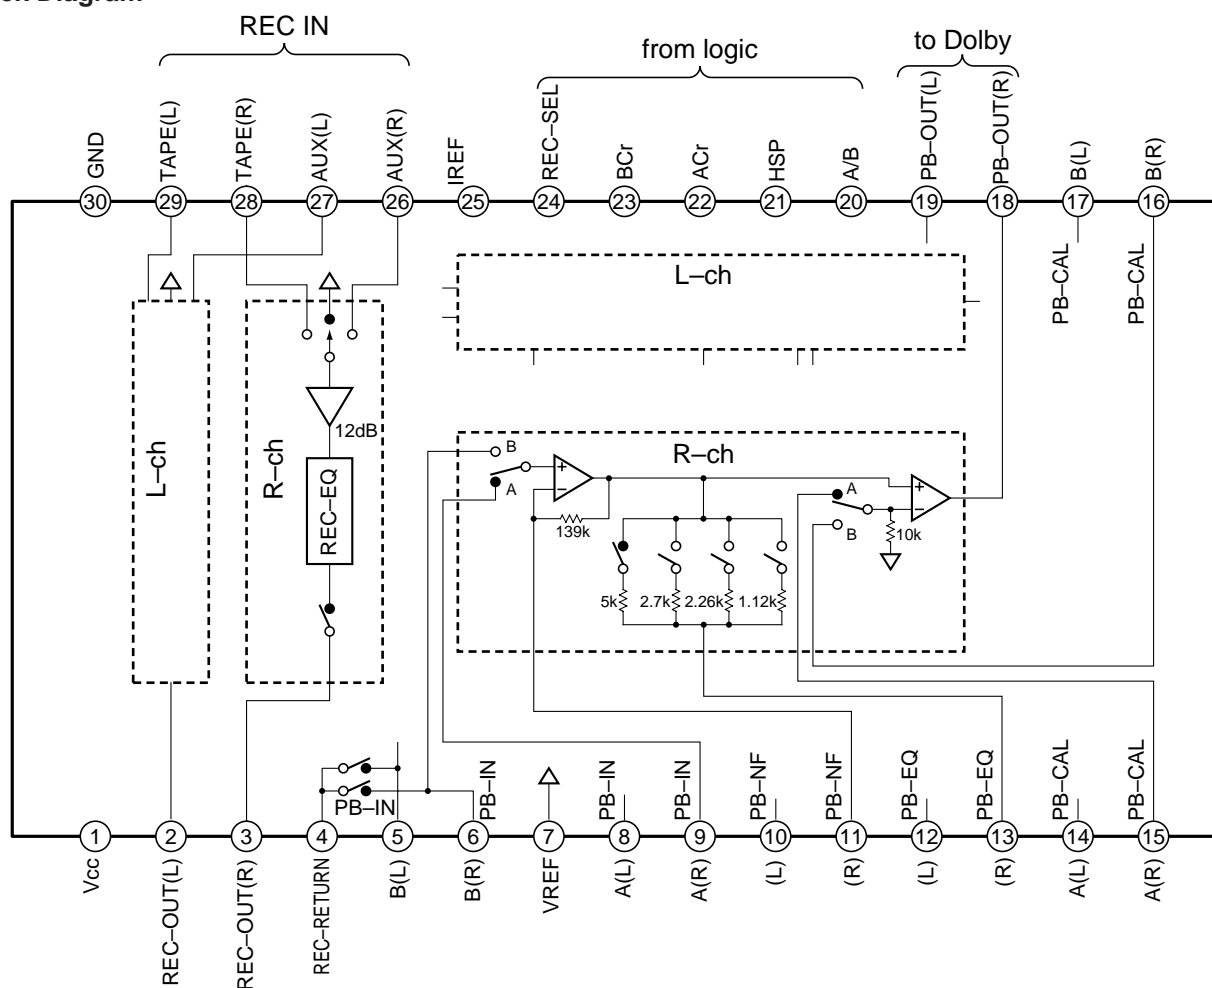 REC IN
from logic
to Dolby
GND
TAPE(L)
TAPE(R)
AUX(L)
AUX(R)
IREF
REC–SEL
BCr
ACr
HSP
A/B
PB–OUT(L)
PB–OUT(R)
B(L)
B(R)
30
29
28
27
26
25
24
23
22
21
20
19
18
17
16
PB–CAL
PB–CAL
L–ch
L–ch
R–ch
12dB
REC–EQ
R–ch
B
A
+
–
139k
5k
2.7k
2.26k
1.12k
A
B
+
–
10k
PB–IN
PB–IN
PB–IN
PB–IN
PB–NF
PB–NF
PB–EQ
PB–EQ
PB–CAL
PB–CAL
1
2
3
4
5
6
7
8
9
10
11
12
13
14
15
Vcc
REC–OUT(L)
REC–OUT(R)
REC–RETURN
B(L)
B(R)
VREF
A(L)
A(R)
(L)
(R)
(L)
(R)
A(L)
A(R)